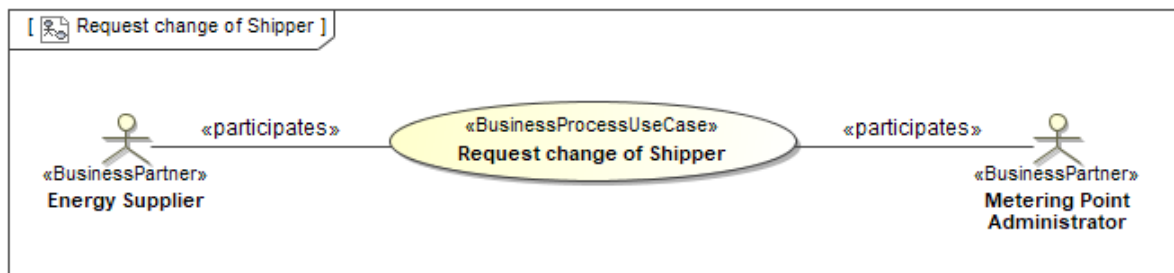 [ Request change of Shipper ]
«participates»
«BusinessProcessUseCase»
«participates»
Request change of Shipper
«BusinessPartner»
Energy Supplier
«BusinessPartner»
Metering Point
Administrator